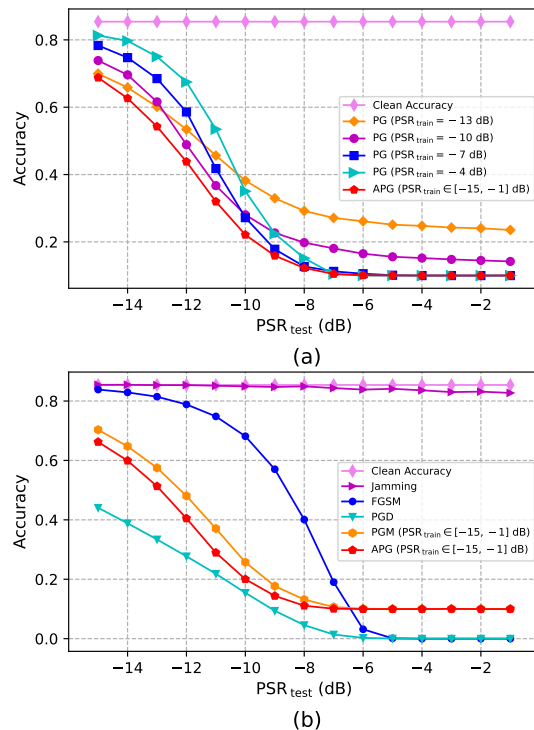 Accuracy
0.8
0.6
0.4
0.2
Clean Accuracy
PG (PSR train = − 13 dB)
PG (PSR train = − 10 dB)
PG (PSR train = − 7 dB)
PG (PSR train = − 4 dB)
APG (PSR train ∈ [−15, −1] dB)
−14 −12 −10 −8 −6 −4 −2
PSR test (dB)
(a)
Accuracy
0.8
0.6
0.4
0.2
0.0
Clean Accuracy
Jamming
FGSM
PGD
PGM (PSR train ∈ [−15, −1] dB)
APG (PSR train ∈ [−15, −1] dB)
−14 −12 −10 −8 −6 −4 −2
PSR test (dB)
(b)